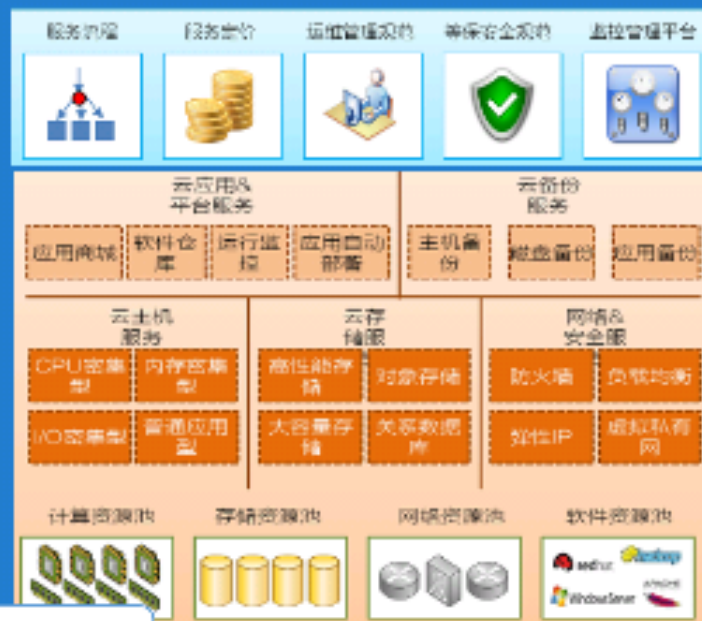 服务流程 服务定价 运维管理规范 等保安全规范 监控管理平台
云应用&
平台服务
云备份
服务
应用商城
软件仓
库
运行监
控
应用自动
部署
主机备
份
磁盘备份
应用备份
云主机
服务
云存
储服
网络&
安全服
CPU密集
型
内存密集
型
高性能存
储
对象存储
防火墙
负载均衡
I/O密集型
普通应用
型
大容量存
储
关系数据
库
弹性IP
虚拟私有
网
计算资源池 存储资源池 网络资源池 软件资源池
redhat
hadoop
WindowsServer